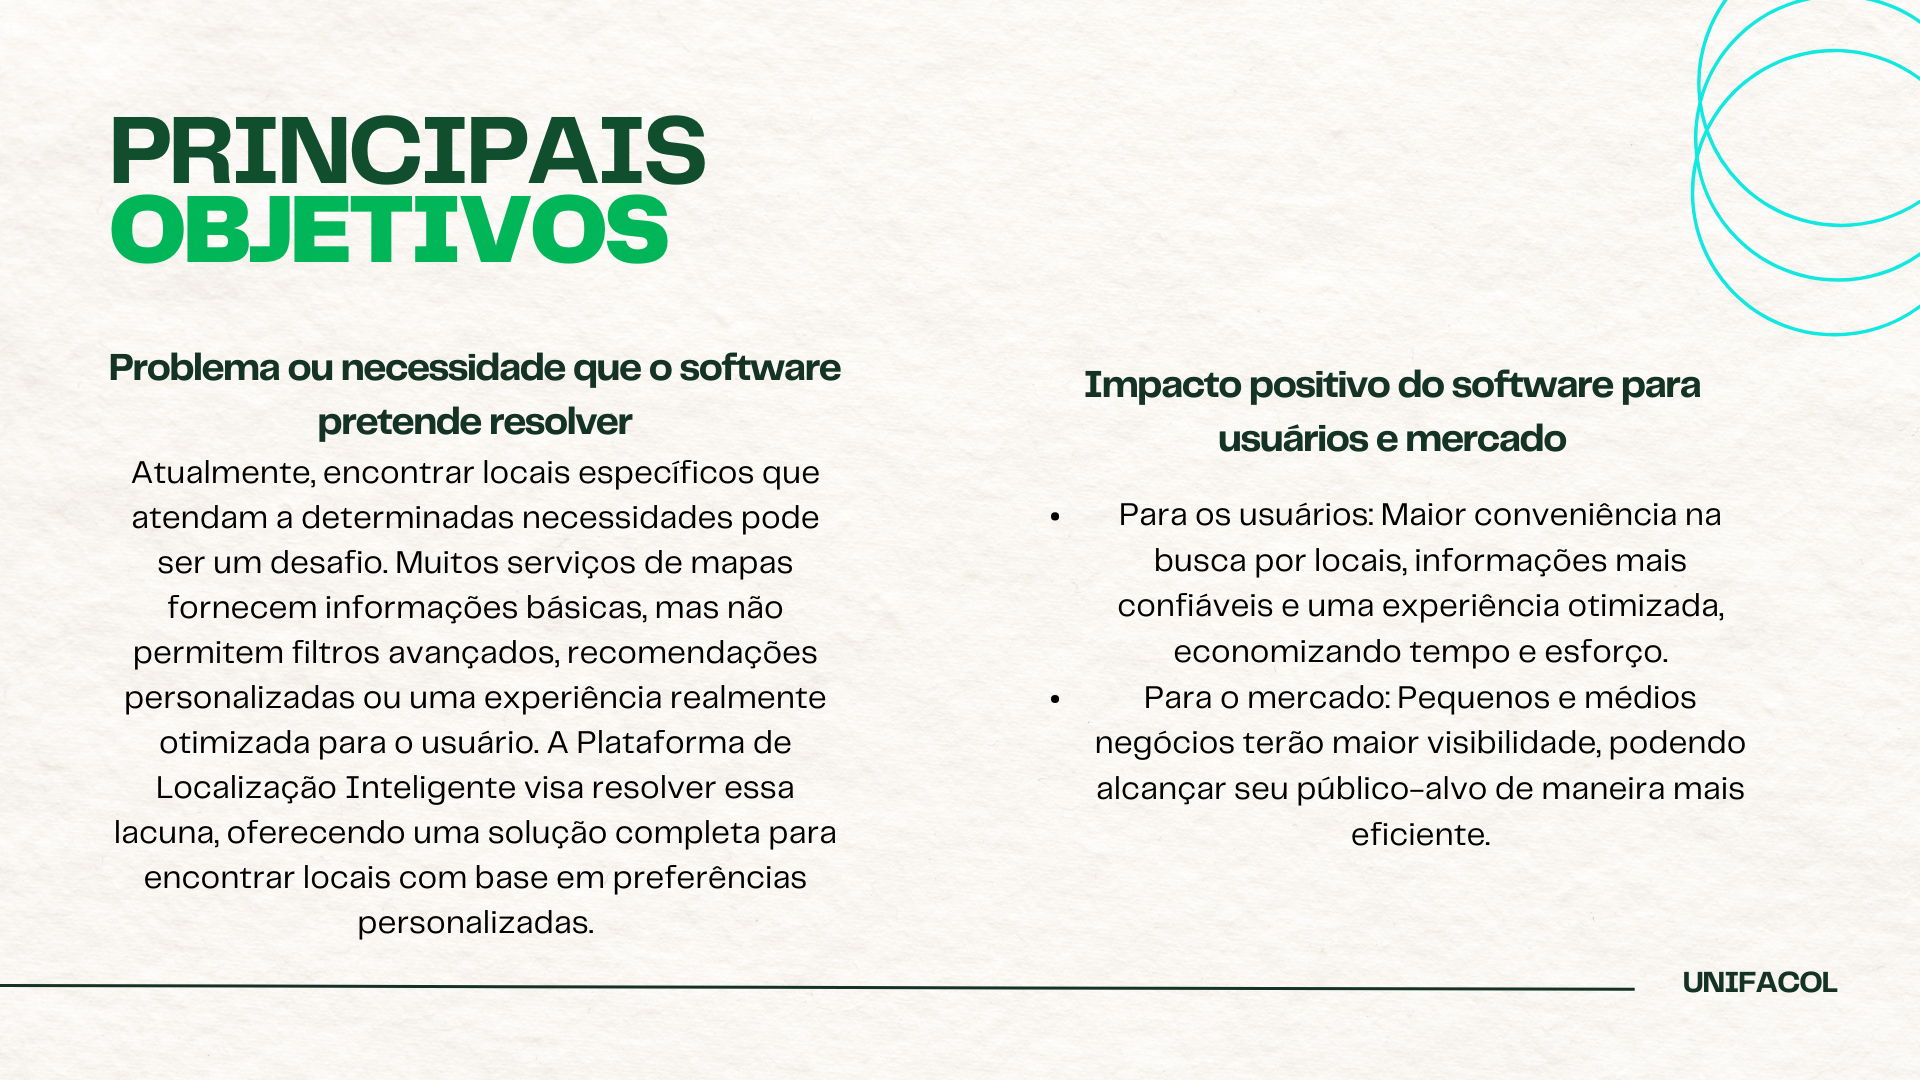 PRINCIPAIS
OBJETIVOS
Problema ou necessidade que o software
pretende resolver
Atualmente, encontrar locais específicos que
atendam a determinadas necessidades pode
ser um desafio. Muitos serviços de mapas
fornecem informações básicas, mas não
permitem filtros avançados, recomendações
personalizadas ou uma experiência realmente
otimizada para o usuário. A Plataforma de
Localização Inteligente visa resolver essa
lacuna, oferecendo uma solução completa para
encontrar locais com base em preferências
personalizadas.
Impacto positivo do software para
usuários e mercado
• Para os usuários: Maior conveniência na
busca por locais, informações mais
confiáveis e uma experiência otimizada,
economizando tempo e esforço.
• Para o mercado: Pequenos e médios
negócios terão maior visibilidade, podendo
alcançar seu público-alvo de maneira mais
eficiente.
UNIFACOL